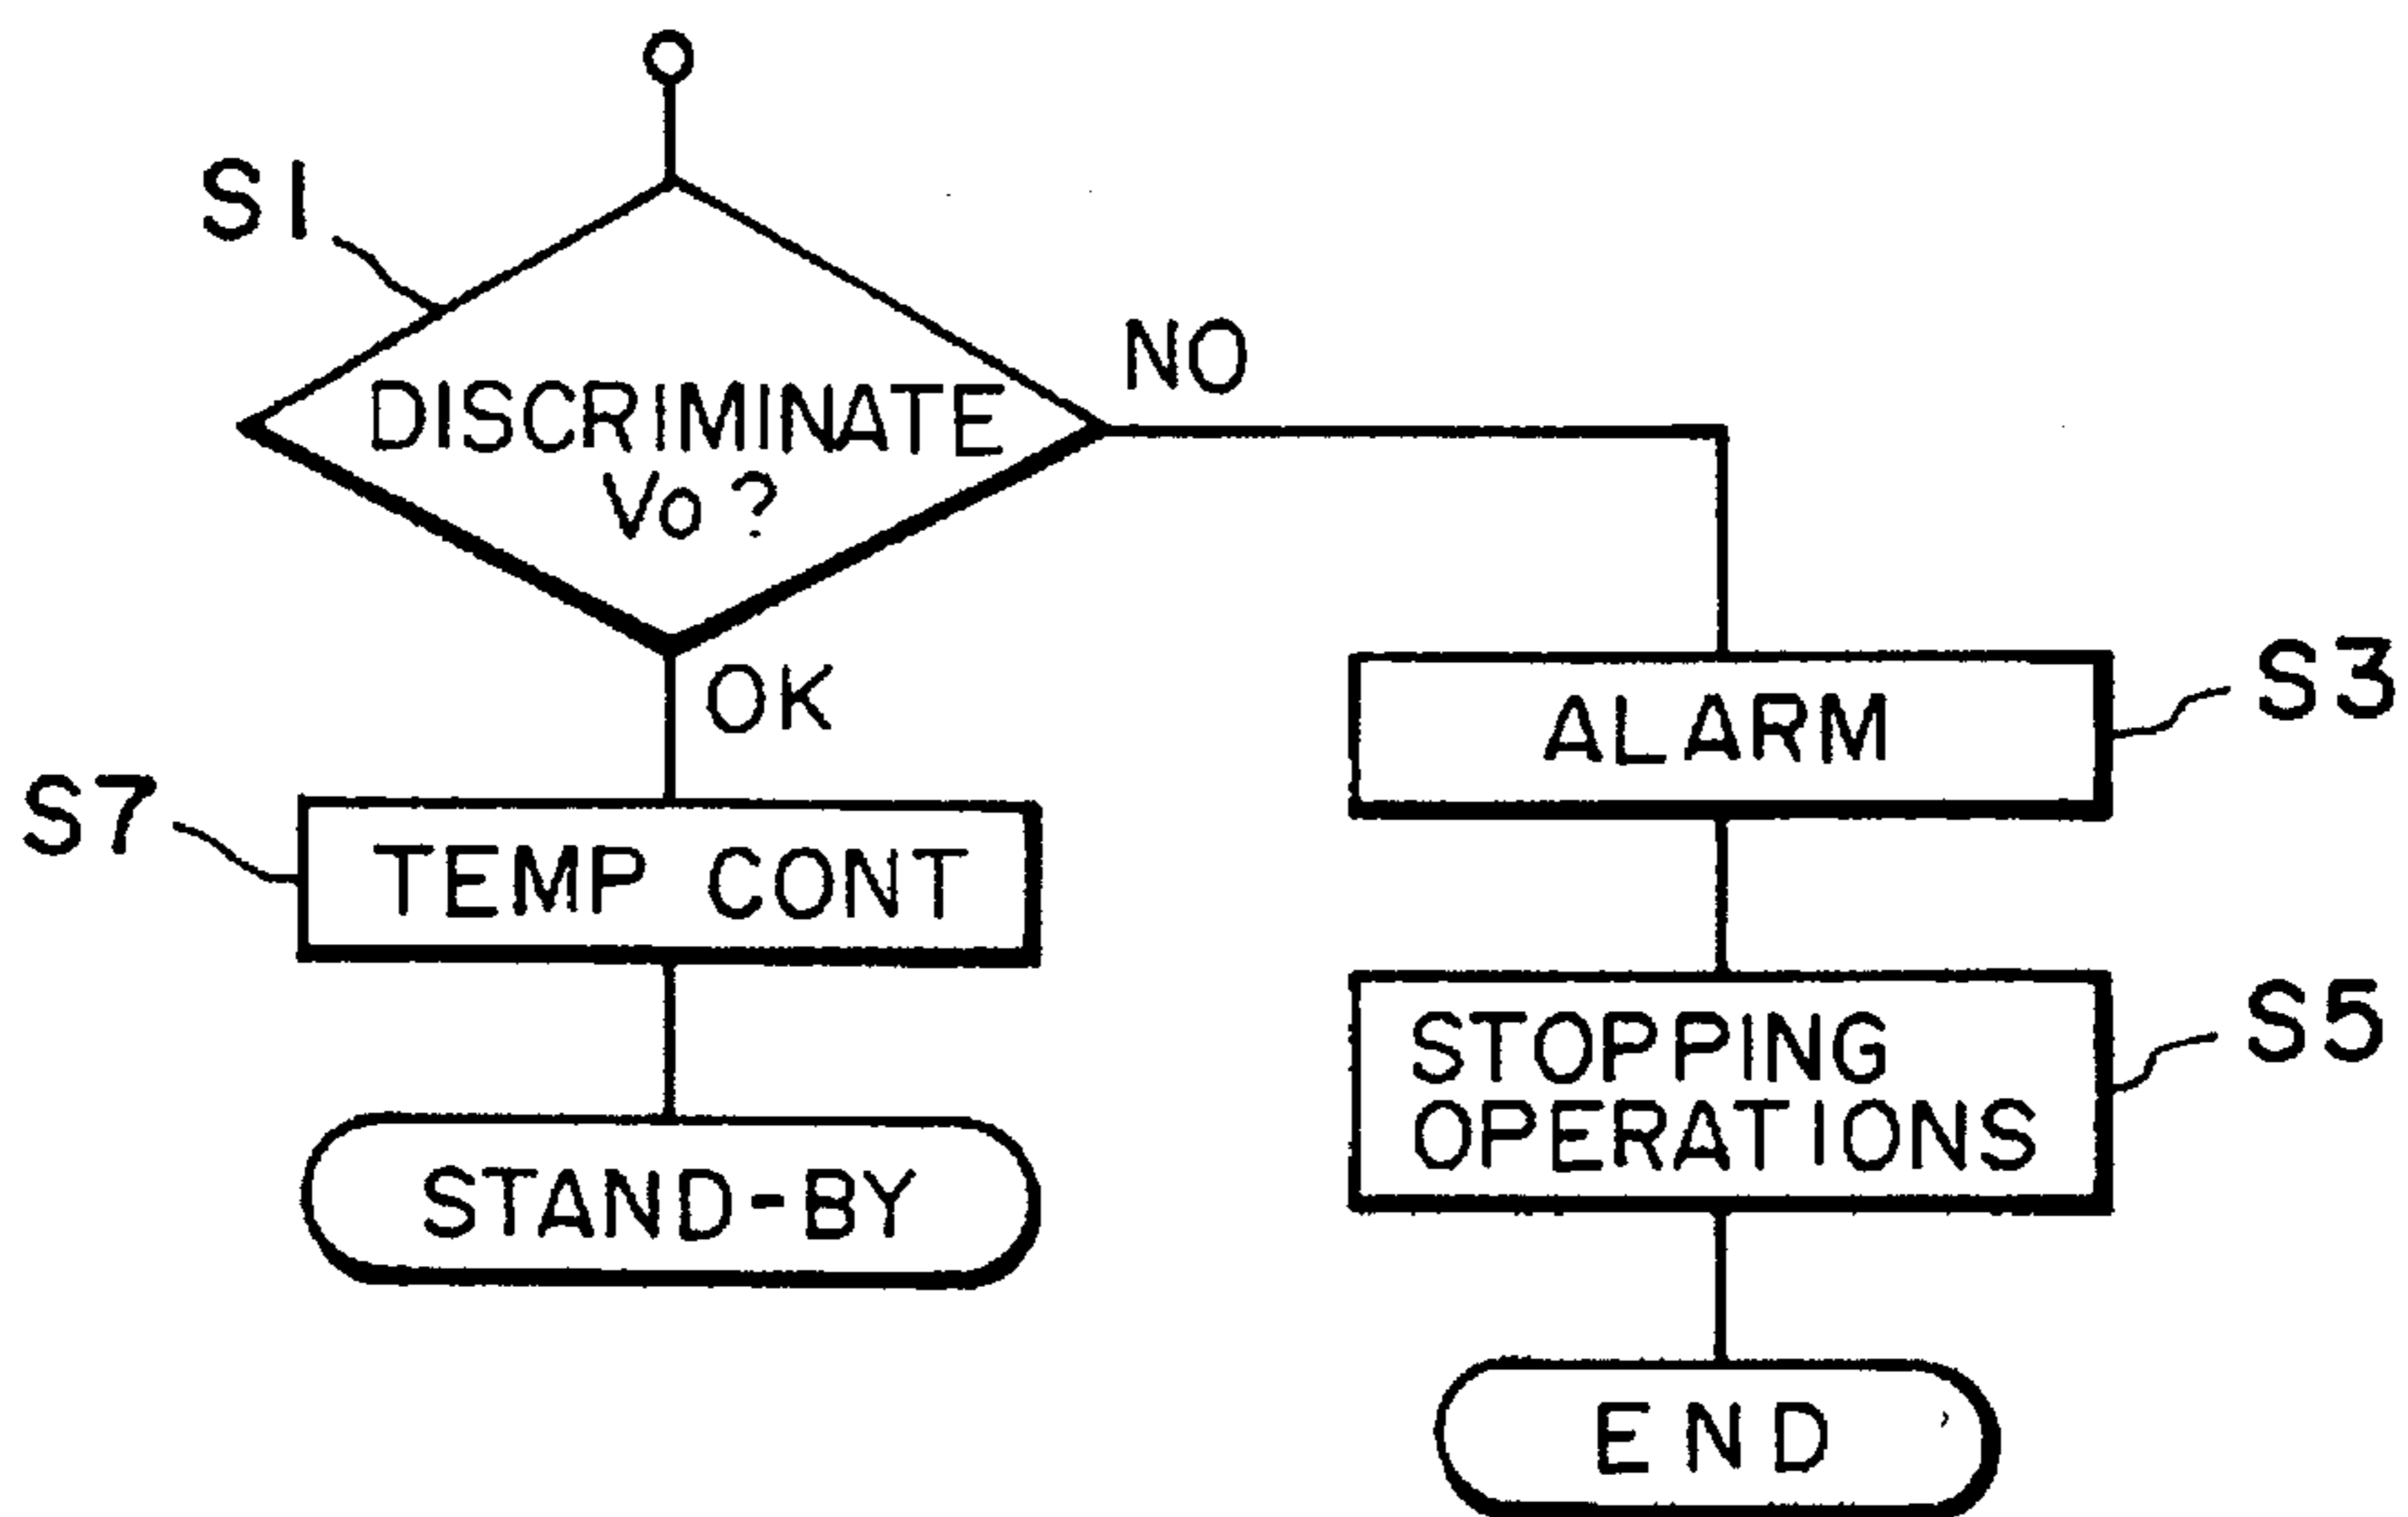 S1
DISCRIMINATE
Vo?
NO
OK
ALARM
S3
S7
TEMP CONT
STOPPING
OPERATIONS
S5
STAND-BY
END